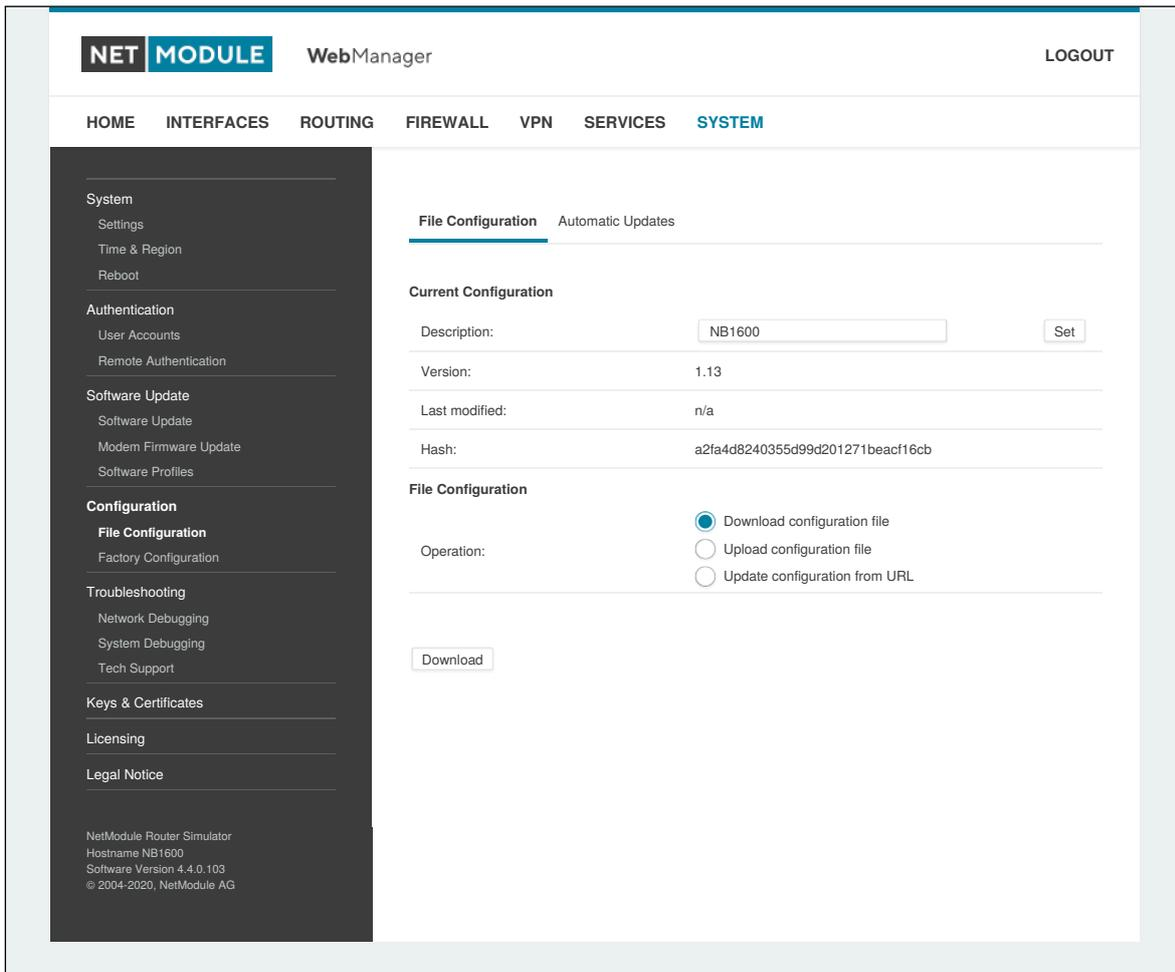 NET MODULE WebManager LOGOUT
HOME INTERFACES ROUTING FIREWALL VPN SERVICES SYSTEM
System
Settings
Time & Region
Reboot
Authentication
User Accounts
Remote Authentication
Software Update
Software Update
Modem Firmware Update
Software Profiles
Configuration
File Configuration
Factory Configuration
Troubleshooting
Network Debugging
System Debugging
Tech Support
Keys & Certificates
Licensing
Legal Notice
NetModule Router Simulator
Hostname NB1600
Software Version 4.4.0.103
© 2004-2020, NetModule AG
File Configuration Automatic Updates
Current Configuration
Description: NB1600 Set
Version: 1.13
Last modified: n/a
Hash: a2fa4d8240355d99d201271beacf16cb
File Configuration
Operation:
Download configuration file
Upload configuration file
Update configuration from URL
Download